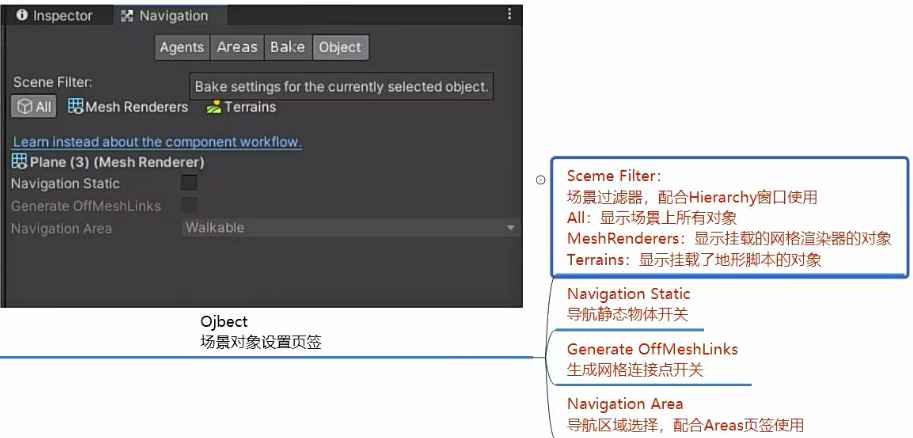 Inspector
Navigation
Agents
Areas
Bake
Object
Scene Filter:
Bake settings for the currently selected object.
All
Mesh Renderers
Terrains
Learn instead about the component workflow.
Plane (3) (Mesh Renderer)
Navigation Static
Generate OffMeshLinks
Navigation Area
Walkable
Ojbect
场景对象设置页签
Sceme Filter：
场景过滤器，配合Hierarchy窗口使用
All：显示场景上所有对象
MeshRenderers：显示挂载的网格渲染器的对象
Terrains：显示挂载了地形脚本的对象
Navigation Static
导航静态物体开关
Generate OffMeshLinks
生成网格连接点开关
Navigation Area
导航区域选择，配合Areas页签使用